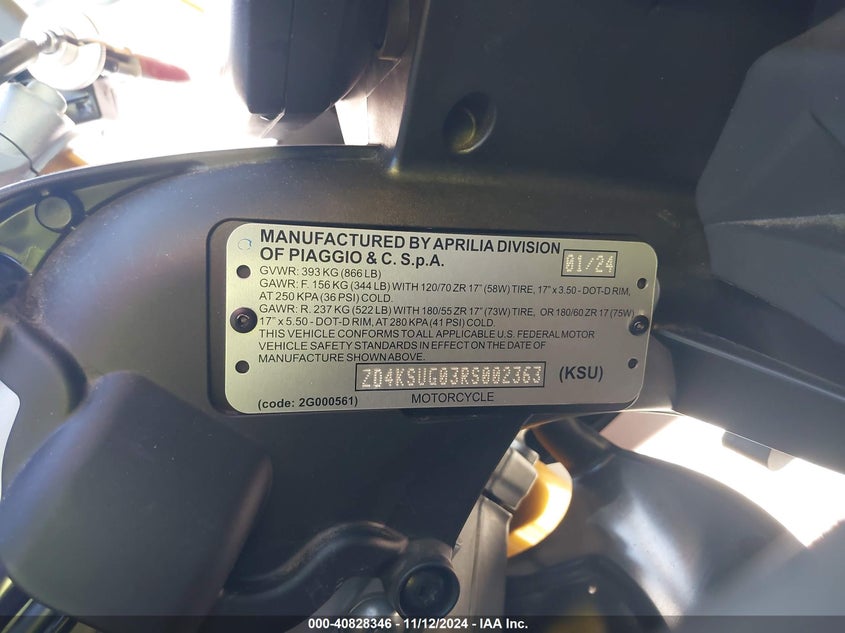 MANUFACTURED BY APRILIA DIVISION
OF PIAGGIO & C. S.p.A.
01/24
GVWR: 393 KG (866 LB)
GAWR: F. 156 KG (344 LB) WITH 120/70 ZR 17" (58W) TIRE, 17" x 3.50 - DOT-D RIM,
AT 250 KPA (36 PSI) COLD.
GAWR: R. 237 KG (522 LB) WITH 180/55 ZR 17" (73W) TIRE, OR 180/60 ZR 17 (75W)
17" x 5.50 - DOT-D RIM, AT 280 KPA (41 PSI) COLD.
THIS VEHICLE CONFORMS TO ALL APPLICABLE U.S. FEDERAL MOTOR
VEHICLE SAFETY STANDARDS IN EFFECT ON THE DATE OF
MANUFACTURE SHOWN ABOVE.
ZD4KSUG03RS002363 (KSU)
(code: 2G000561) MOTORCYCLE
000-40828346 - 11/12/2024 - IAA Inc.